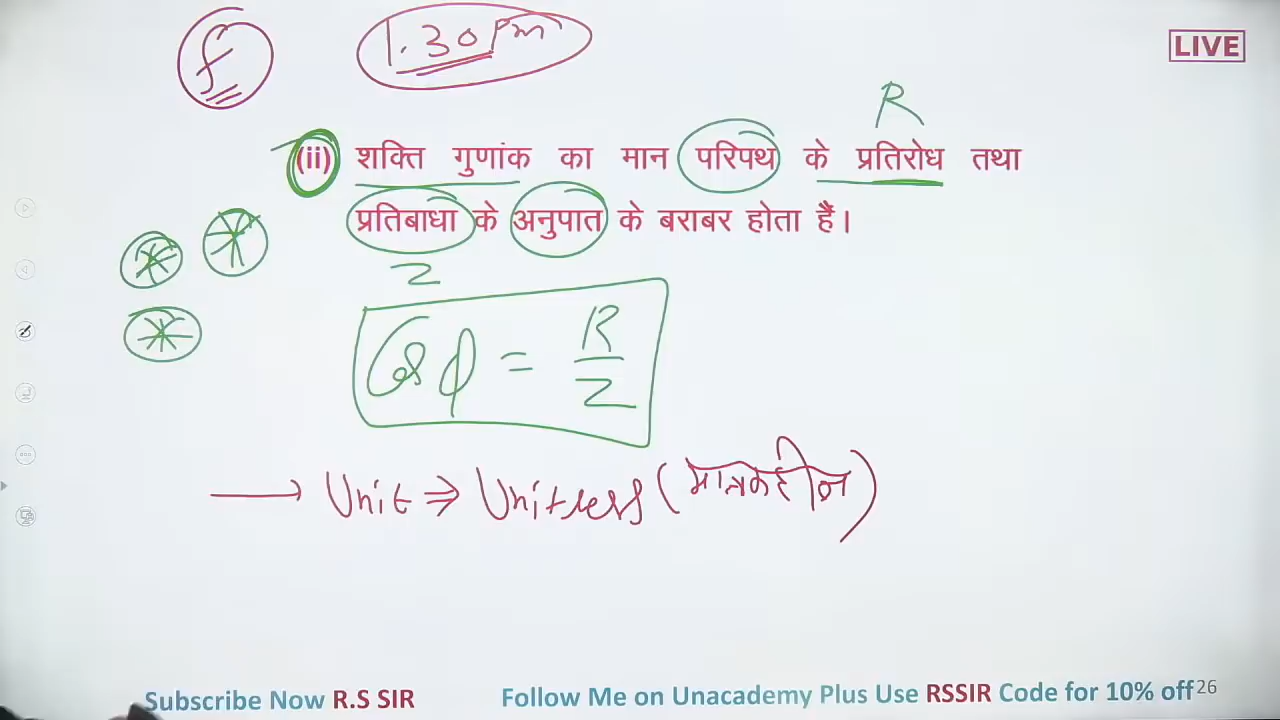 f 1.30 Pm
LIVE
R
(ii) शक्ति गुणांक का मान परिपथ के प्रतिरोध तथा
प्रतिबाधा के अनुपात के बराबर होता है।
Z
Cos φ = R/Z
→ Unit ⇒ Unitless (मात्रकहीन)
Subscribe Now R.S SIR
Follow Me on Unacademy Plus Use RSSIR Code for 10% off 26